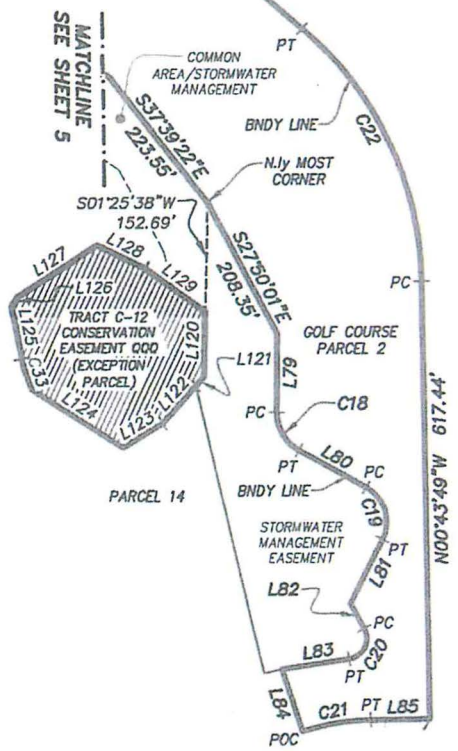 PT
MATCHLINE
SEE SHEET 5
COMMON
AREA/STORMWATER
MANAGEMENT
BNDY LINE
C22
S37°39'22"E
223.55'
N.ly MOST
CORNER
S01°25'38"W
152.69'
S27°50'01"E
208.35'
PC
L127
L128
L129
L126
TRACT C-12
CONSERVATION
EASEMENT QQQ
(EXCEPTION
PARCEL)
L125
C33
L124
L123
L122
L120
L121
GOLF COURSE
PARCEL 2
L79
PC
C18
N00°43'49"W 617.44'
PT
L80
PC
BNDY LINE
C19
PARCEL 14
STORMWATER
MANAGEMENT
EASEMENT
PT
L81
L82
PC
C20
L83
PT
L84
C21
PT
L85
POC